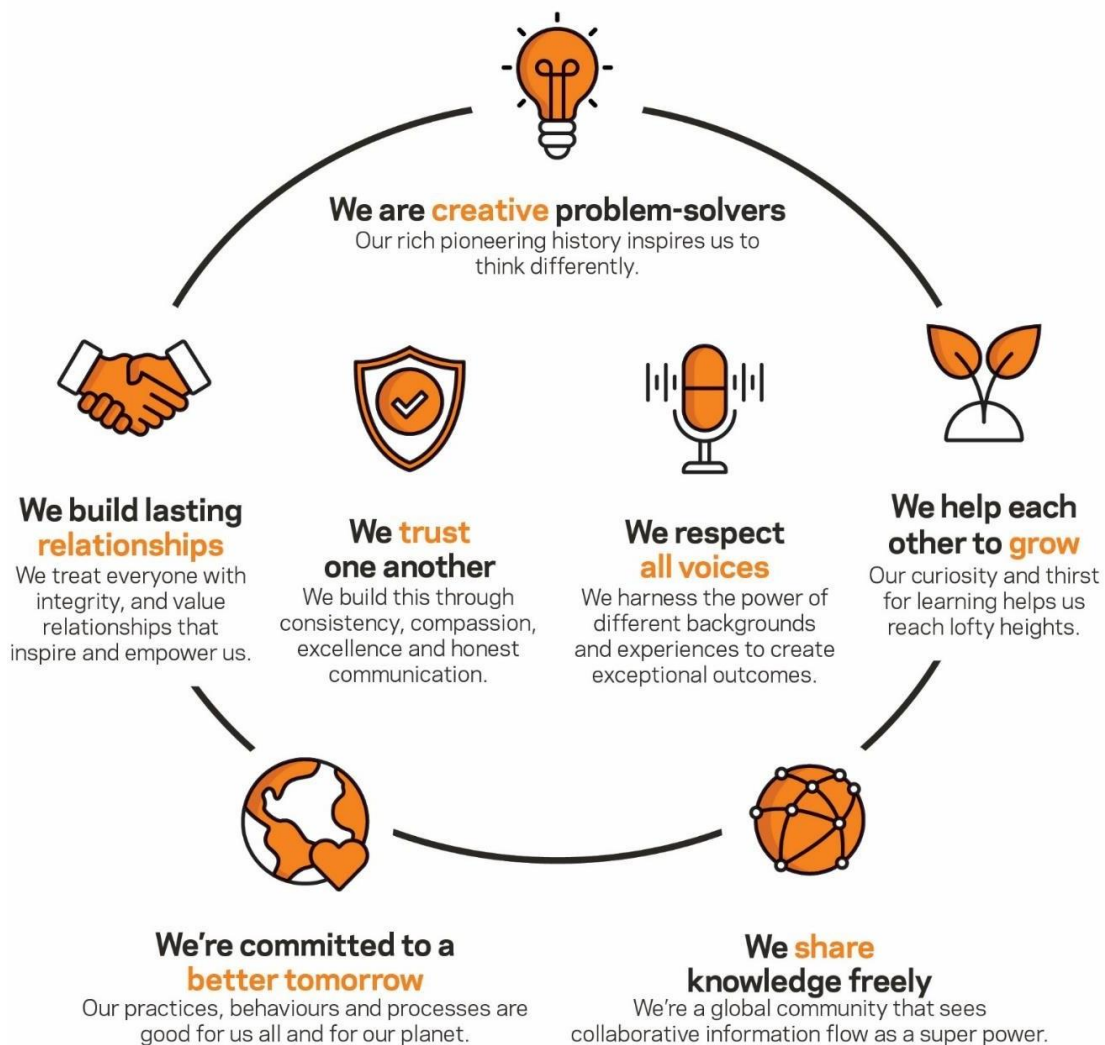 We are creative problem-solvers
Our rich pioneering history inspires us to
think differently.
We build lasting
relationships
We treat everyone with
integrity, and value
relationships that
inspire and empower us.
We trust
one another
We build this through
consistency, compassion,
excellence and honest
communication.
We respect
all voices
We harness the power of
different backgrounds
and experiences to create
exceptional outcomes.
We help each
other to grow
Our curiosity and thirst
for learning helps us
reach lofty heights.
We're committed to a
better tomorrow
Our practices, behaviours and processes are
good for us all and for our planet.
We share
knowledge freely
We're a global community that sees
collaborative information flow as a super power.